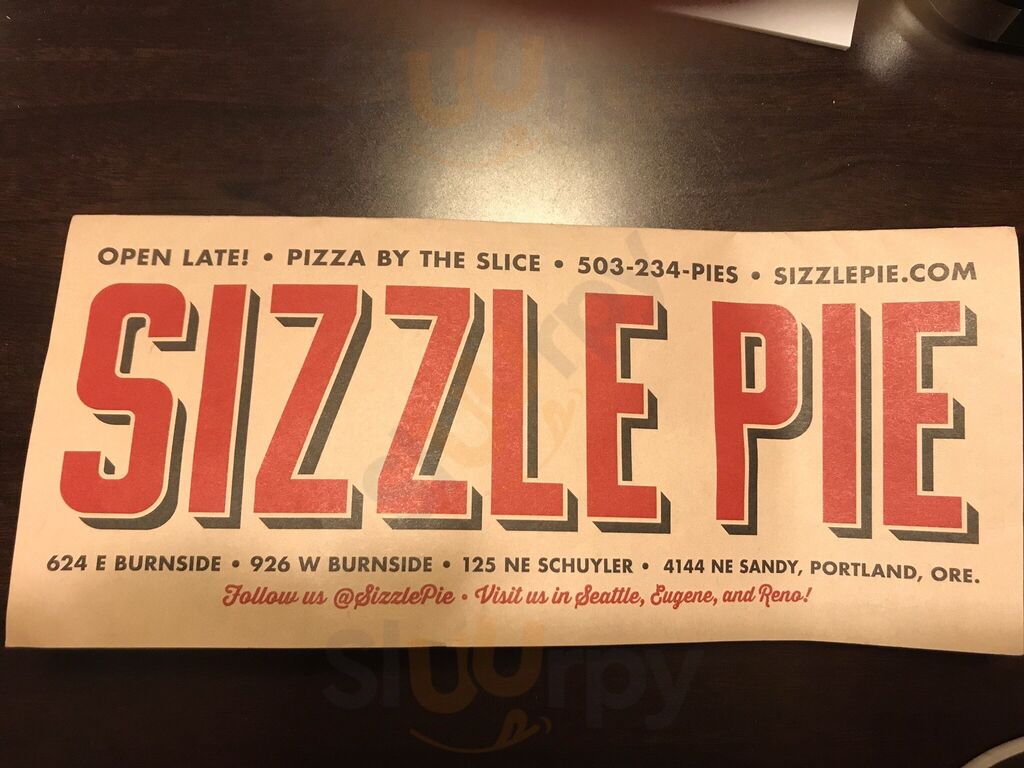 OPEN LATE! • PIZZA BY THE SLICE • 503-234-PIES • SIZZLEPIE.COM
SIZZLE PIE
624 E BURNSIDE • 926 W BURNSIDE • 125 NE SCHUYLER • 4144 NE SANDY, PORTLAND, ORE.
Follow us @SizzlePie • Visit us in Seattle, Eugene, and Reno!
Sluurpy